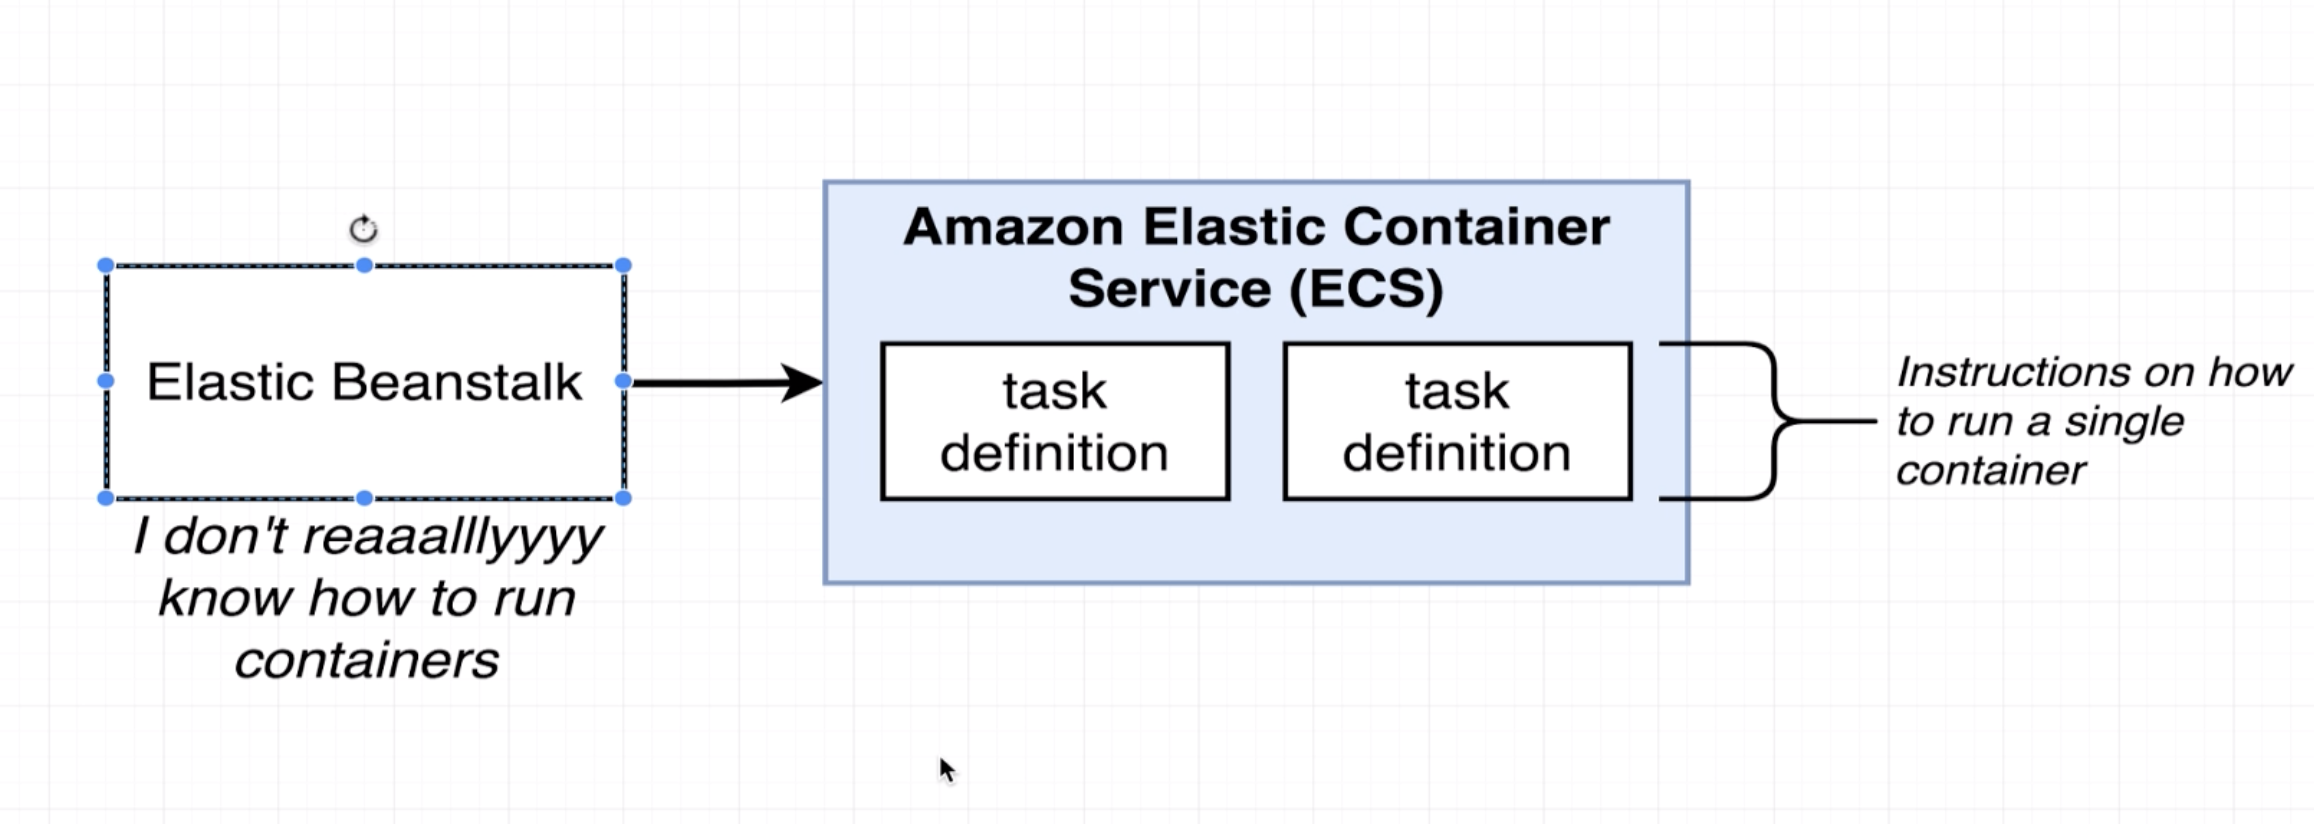 Elastic Beanstalk
I don't reaaalllyyyy
know how to run
containers
Amazon Elastic Container
Service (ECS)
task
definition
task
definition
Instructions on how
to run a single
container